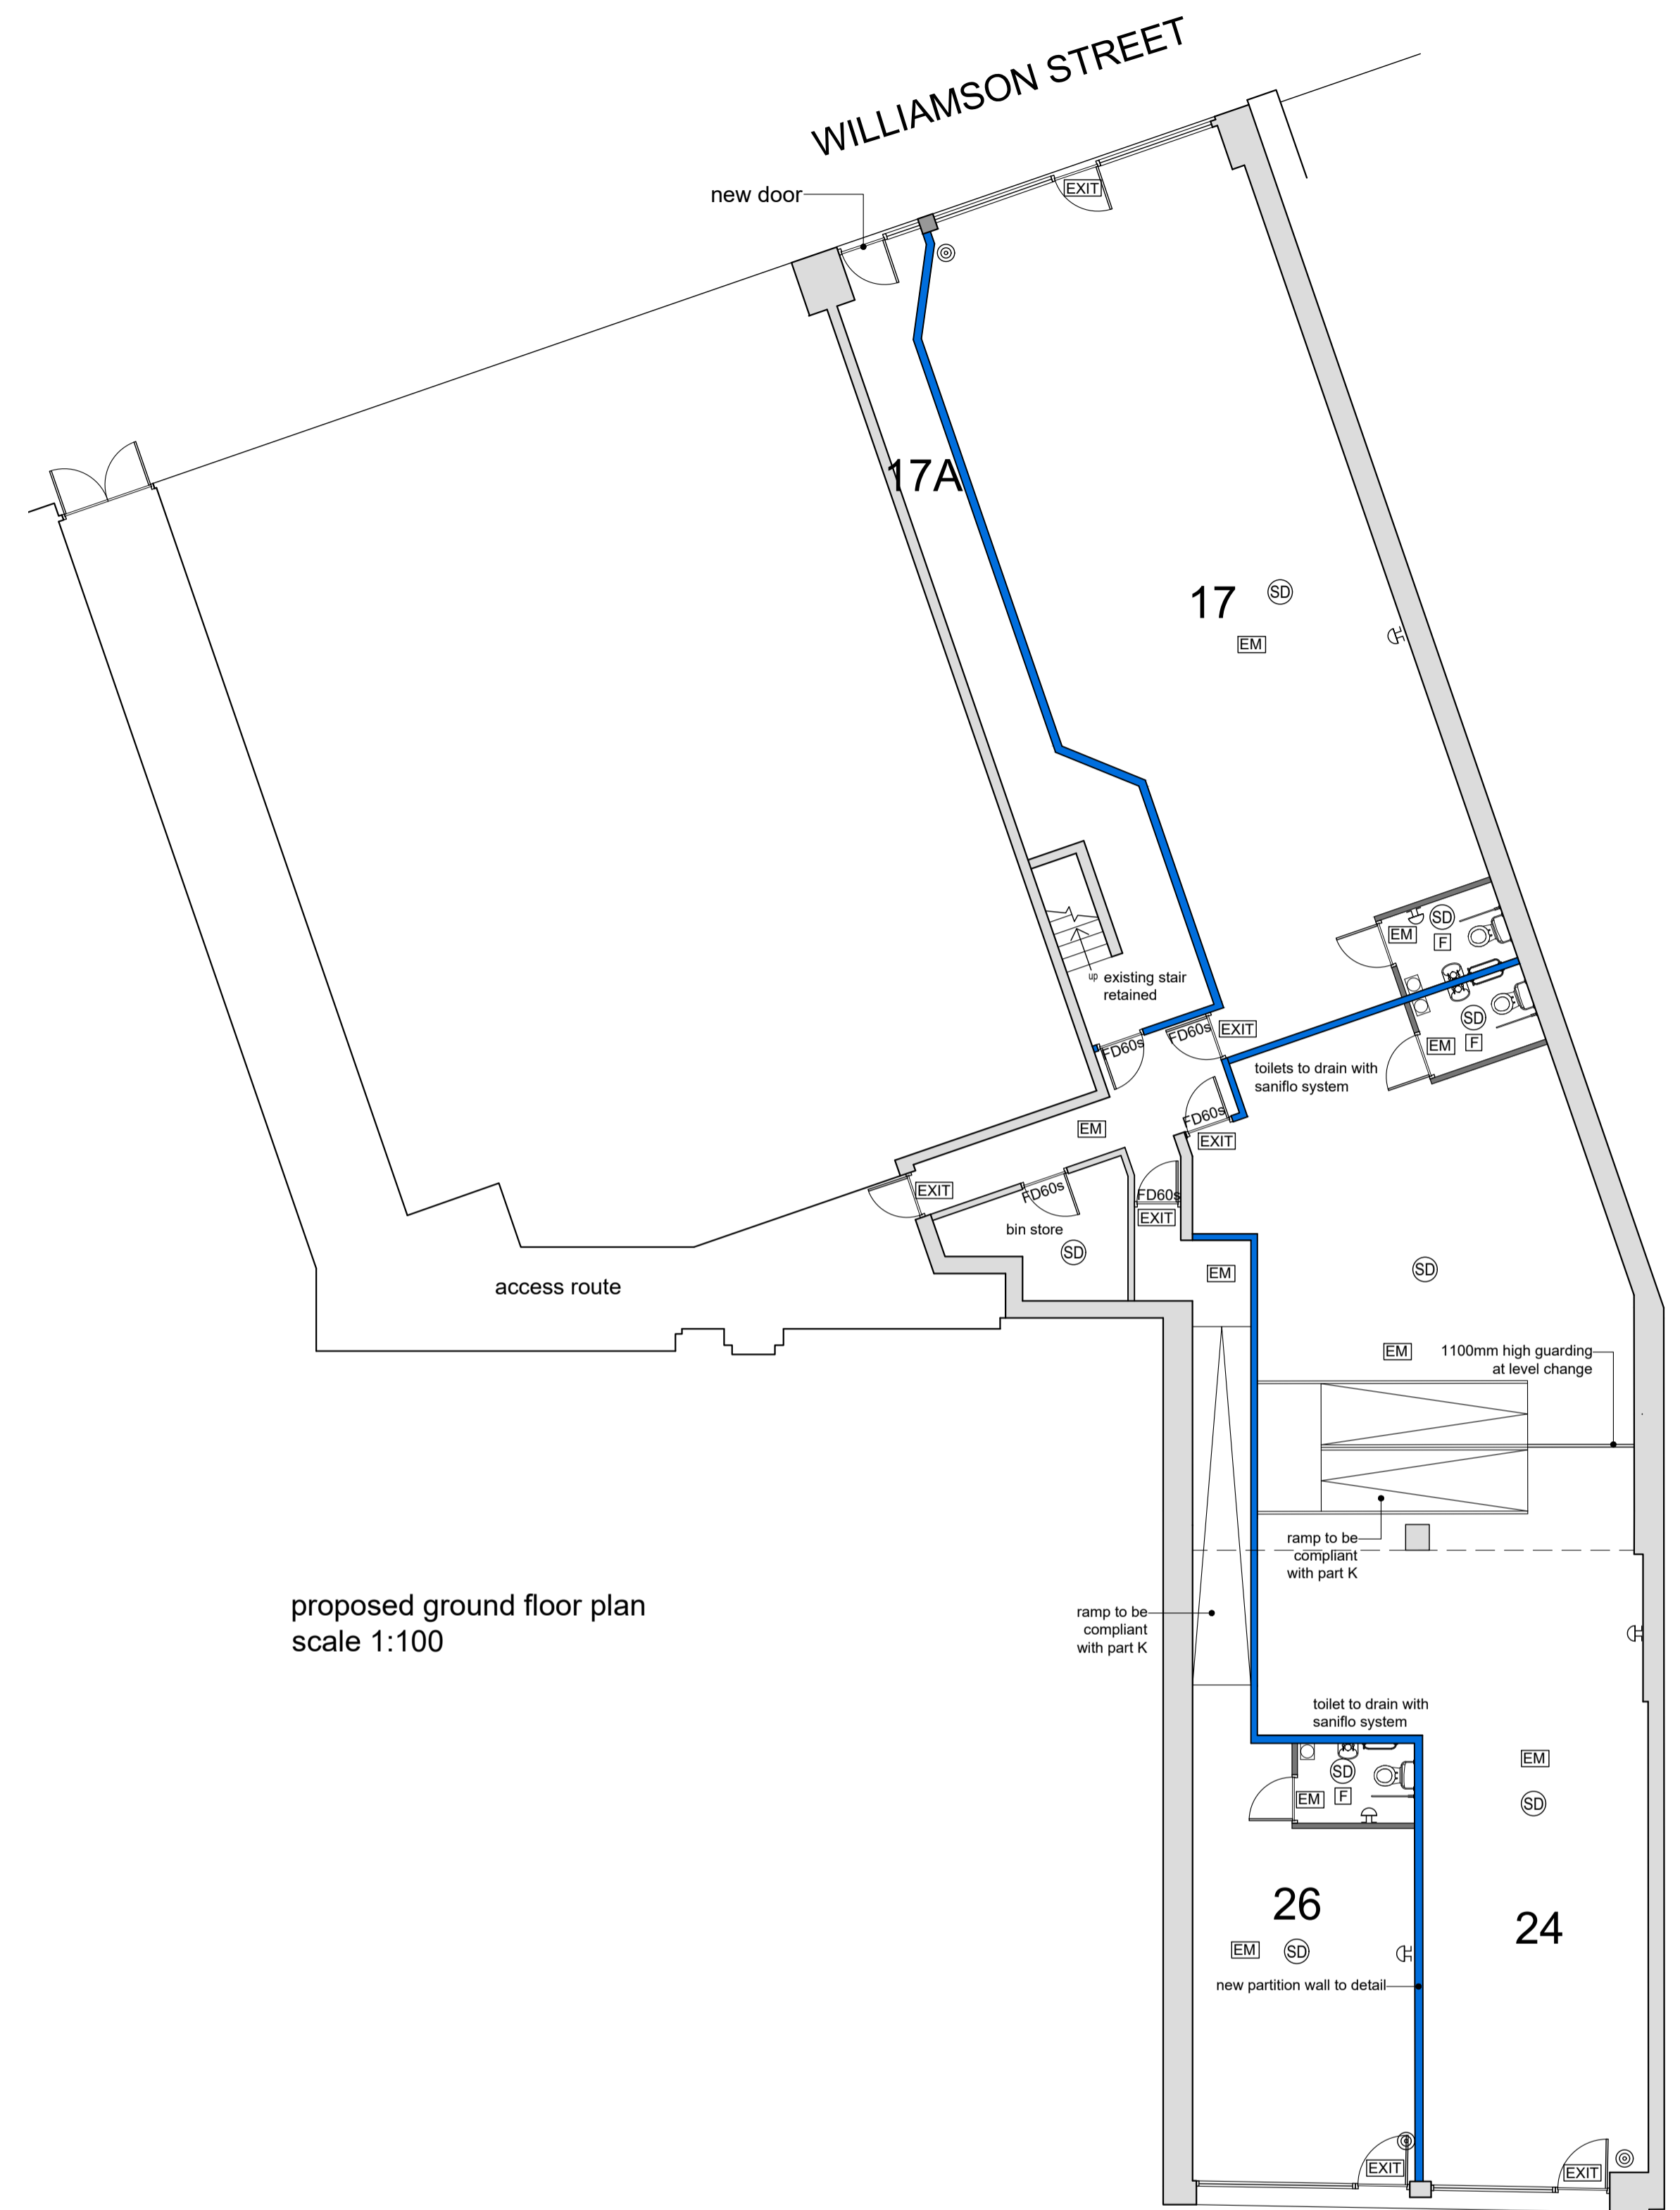 WILLIAMSON STREET
new door
EXIT
17A
17
SD
EM
SD
EM
F
up existing stair
retained
FD60s
FD60s
EXIT
SD
EM
F
toilets to drain with
saniflo system
FD60s
EM
EXIT
EXIT
FD60s
FD60s
EXIT
bin store
SD
EM
SD
access route
EM
1100mm high guarding
at level change
ramp to be
compliant
with part K
proposed ground floor plan
scale 1:100
ramp to be
compliant
with part K
toilet to drain with
saniflo system
EM
SD
EM
F
SD
26
24
EM
SD
new partition wall to detail
EXIT
EXIT